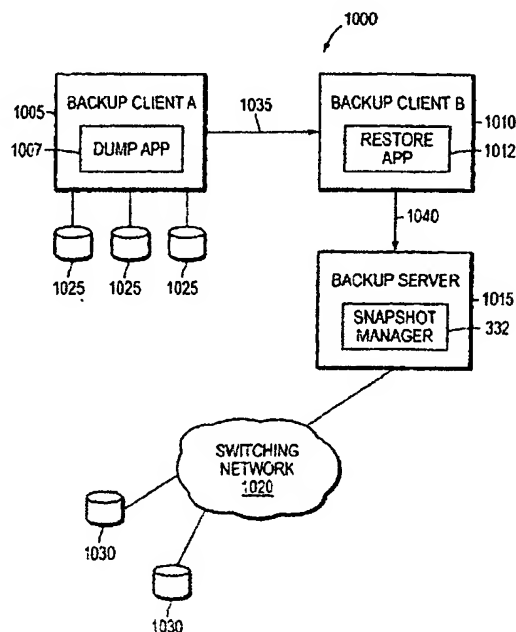 1000
BACKUP CLIENT A
1005
DUMP APP
1007
1035
BACKUP CLIENT B
1010
RESTORE
APP
1012
1025
1025
1025
1040
BACKUP SERVER
1015
SNAPSHOT
MANAGER
332
SWITCHING
NETWORK
1020
1030
1030